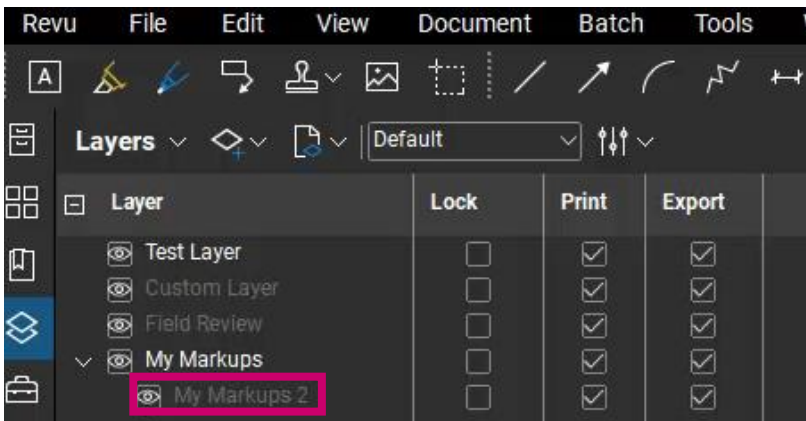 Revu File Edit View Document Batch Tools
A
Layers Default
Layer Lock Print Export
Test Layer
Custom Layer
Field Review
My Markups
My Markups 2